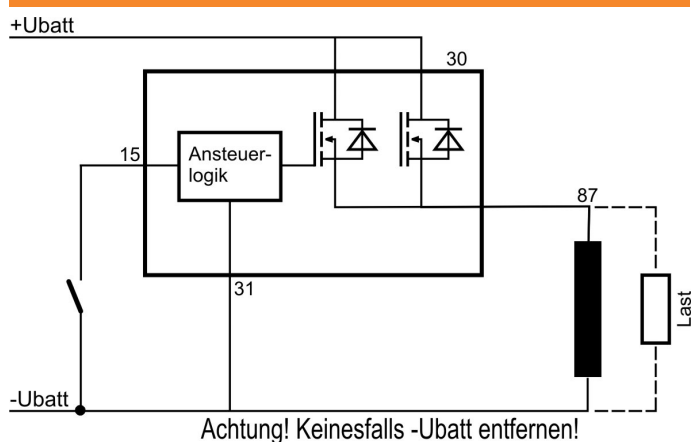 +Ubatt
30
15
Ansteuer-
logik
87
31
Last
-Ubatt
Achtung! Keinesfalls -Ubatt entfernen!